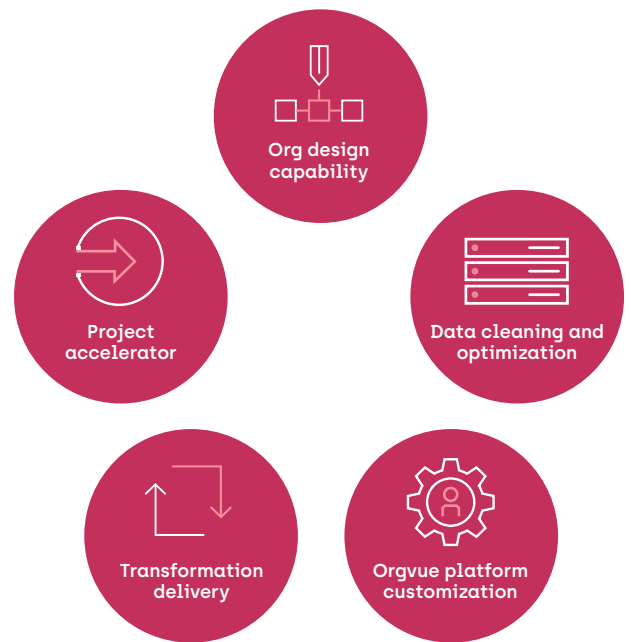 Org design
capability
Project
accelerator
Data cleaning and
optimization
Transformation
delivery
Orgvue platform
customization